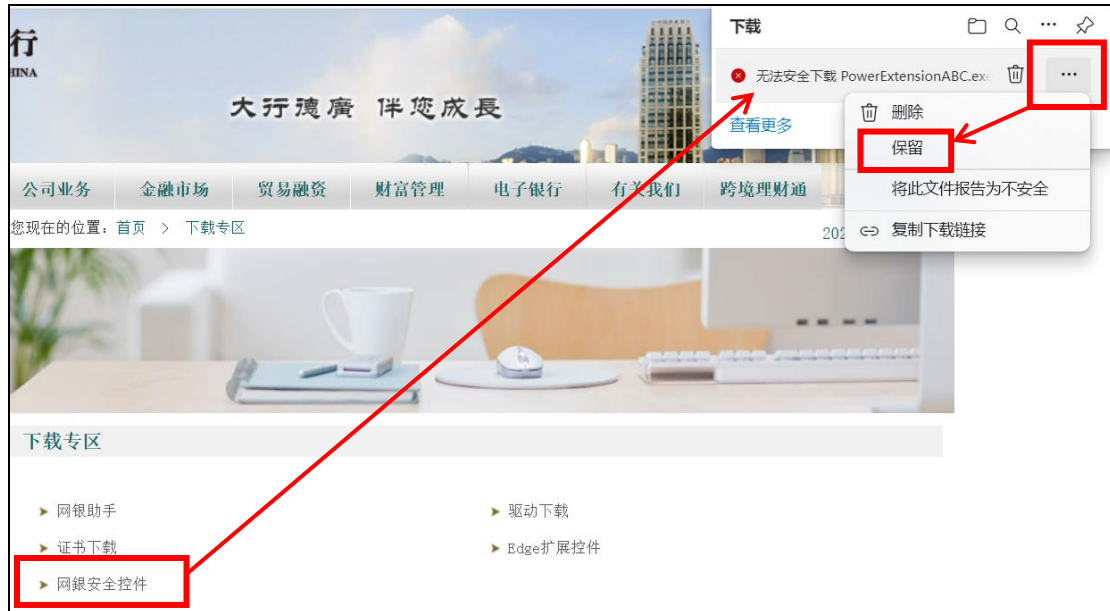 行
HINA
大行德廣 伴您成長
下载
无法安全下载 PowerExtensionABC.exe
查看更多
删除
保留
将此文件报告为不安全
复制下载链接
公司业务 金融市场 贸易融资 财富管理 电子银行 有关我们 跨境理财通
您现在的位置：首页 > 下载专区
202
下载专区
网银助手 驱动下载
证书下载 Edge扩展控件
网銀安全控件